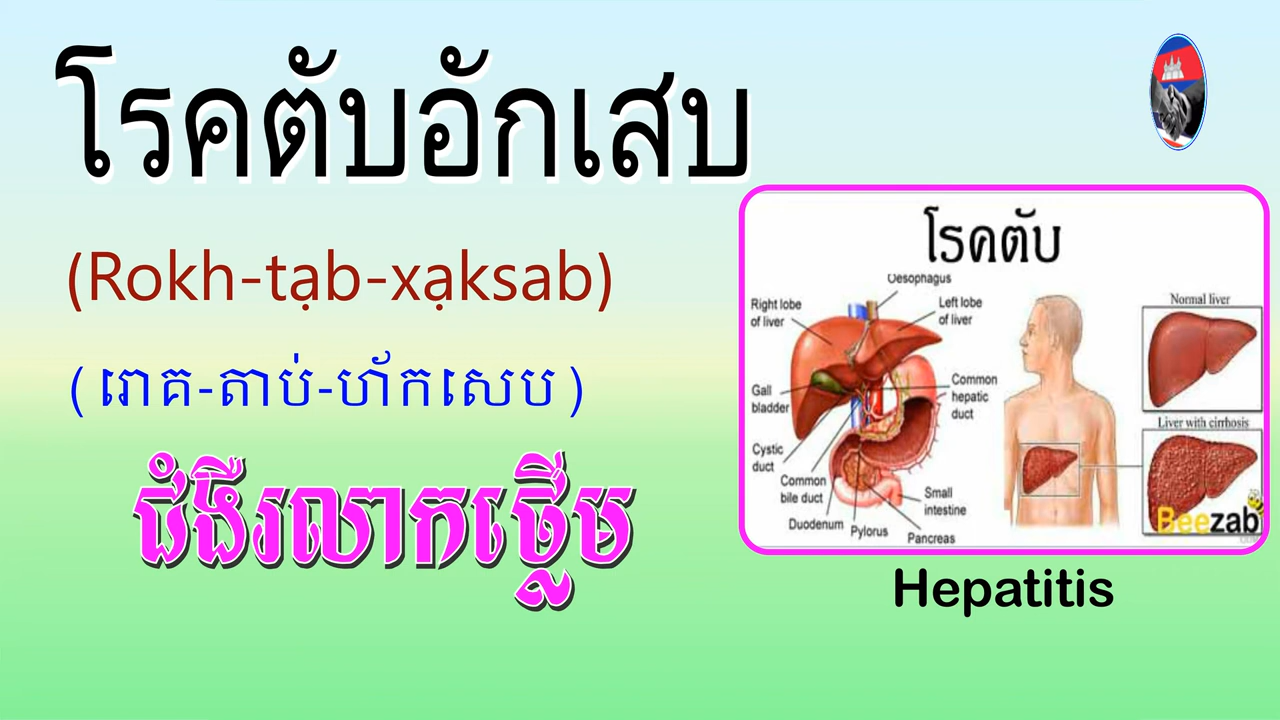 โรคตับอักเสบ
(Rokh-tạb-xạksab)
(រោគ-តាប់-ហ័កសេប)
ជំងឺរលាកថ្លើម
โรคตับ
Oesophagus
Right lobe of liver
Left lobe of liver
Gall bladder
Common hepatic duct
Cystic duct
Common bile duct
Small intestine
Duodenum
Pylorus
Pancreas
Normal liver
Liver with cirrhosis
Beezab
Hepatitis